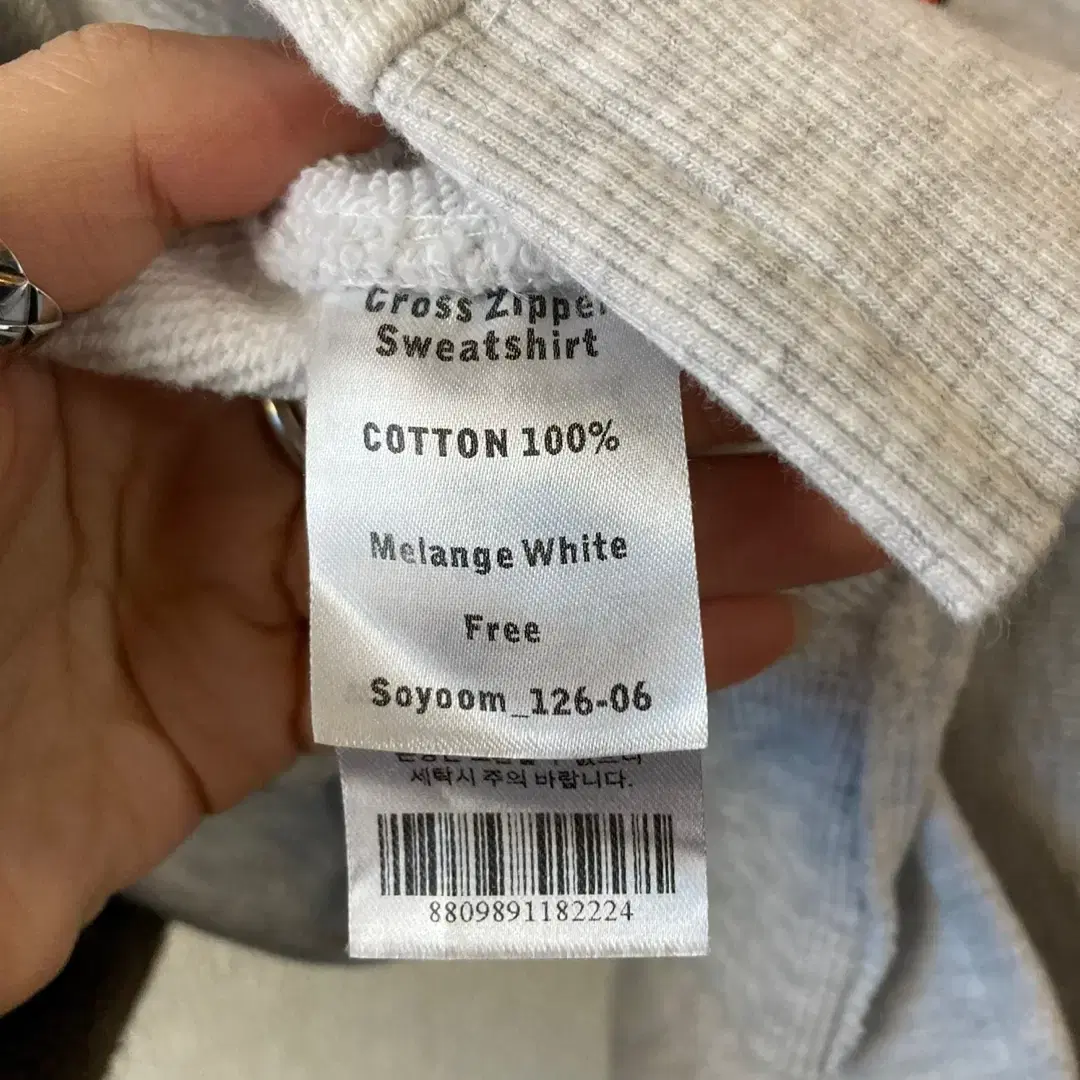 Cross Zipper
Sweatshirt
COTTON 100%
Melange White
Free
Soyoom_126-06
세탁시 주의 바랍니다.
8809891182224